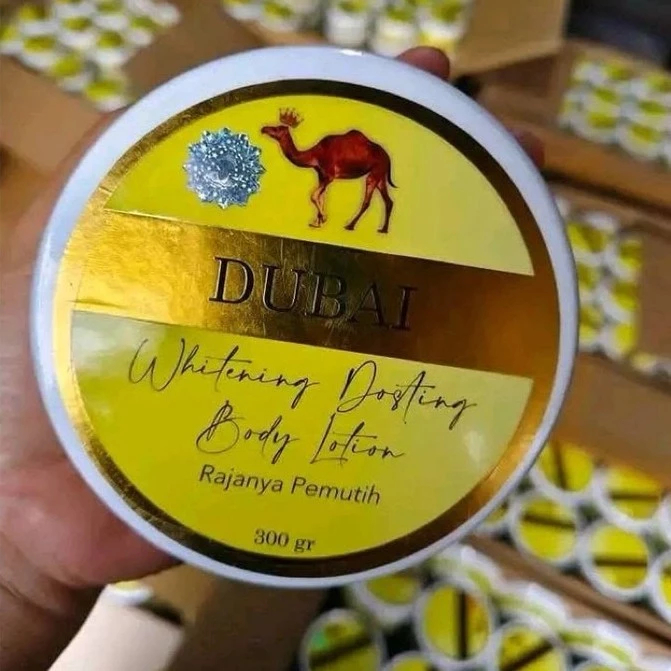 DUBAI
Whitening Dosting
Body Lotion
Rajanya Pemutih
300 gr